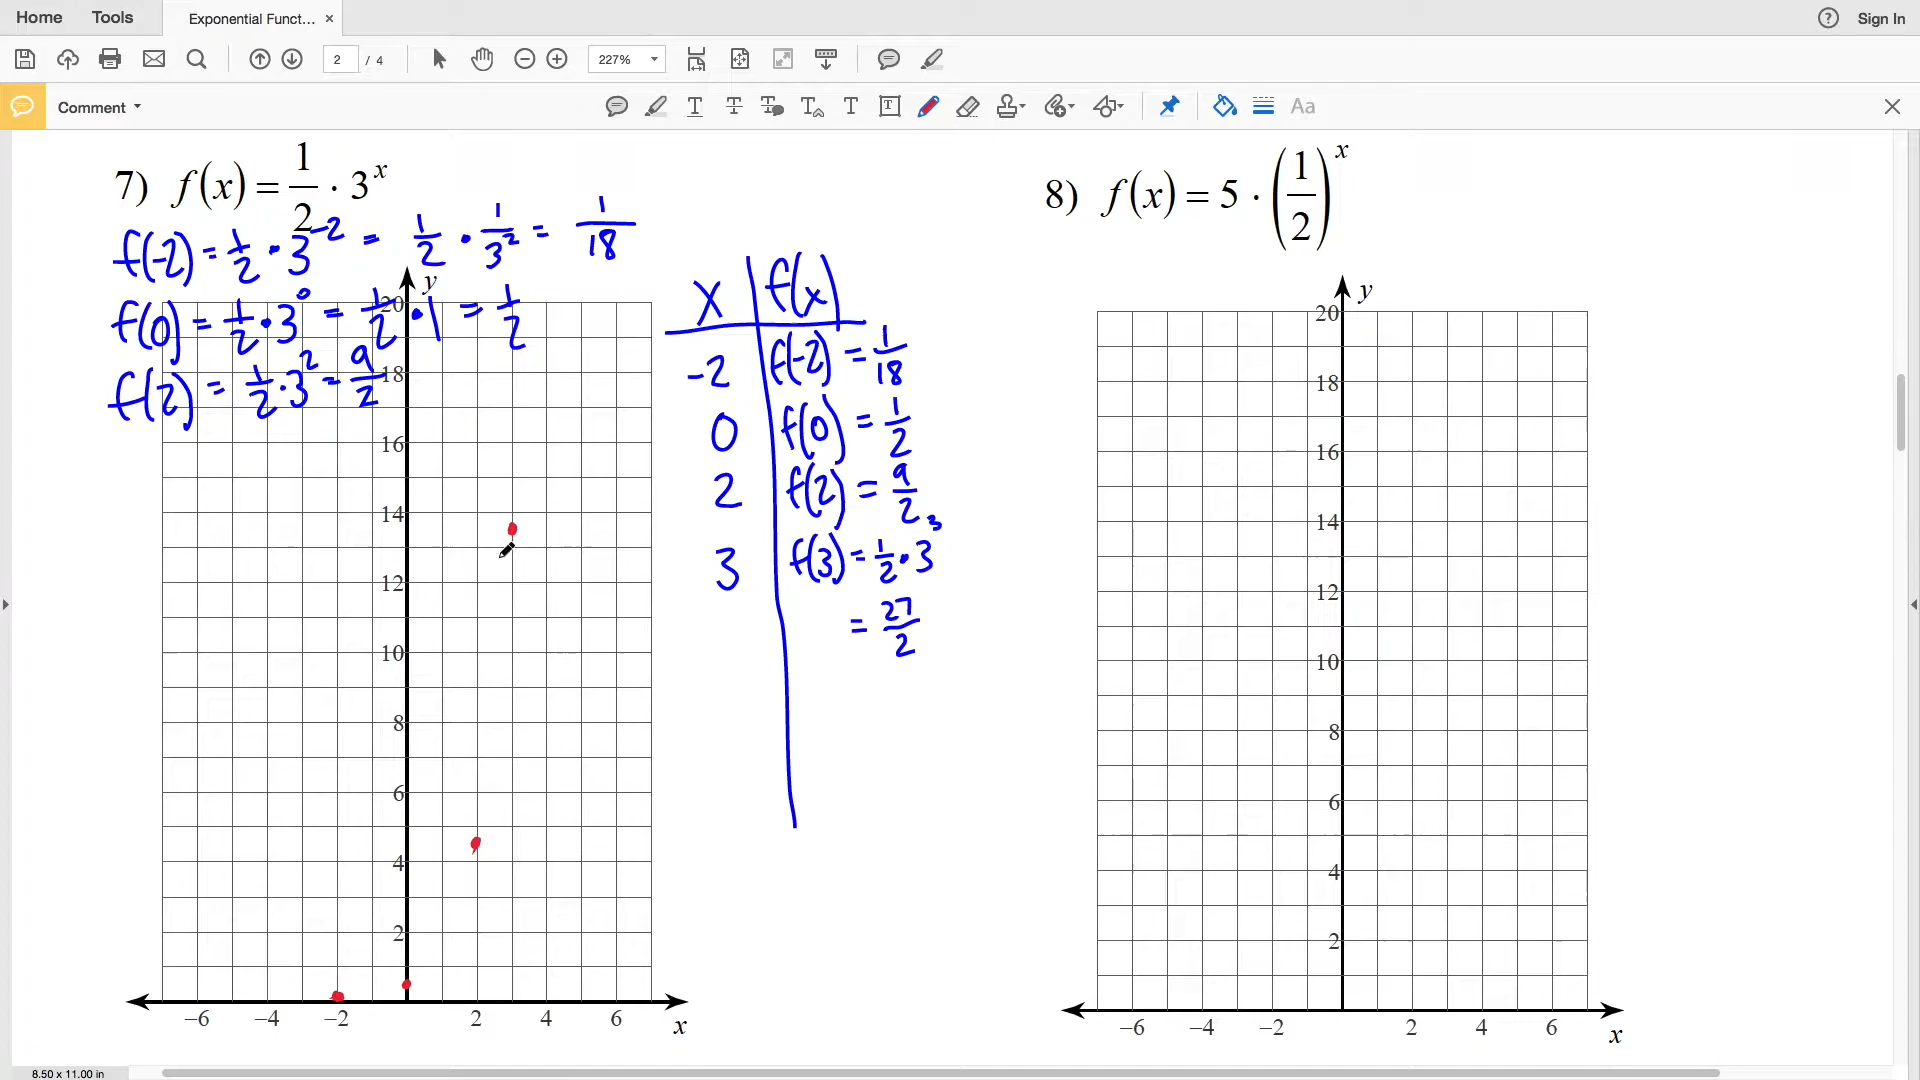 Home Tools Exponential Funct... × ? Sign In
2 / 4 227%
Comment T T T T T T Aa
7) f(x) = 1/2 · 3^x
f(-2) = 1/2 · 3^-2 = 1/2 · 1/3^2 = 1/18
f(0) = 1/2 · 3^0 = 1/2 · 1 = 1/2
f(2) = 1/2 · 3^2 = 9/2
y
20
18
16
14
12
10
8
6
4
2
−6 −4 −2 2 4 6
x
x f(x)
-2 f(-2) = 1/18
0 f(0) = 1/2
2 f(2) = 9/2
3 f(3) = 1/2 · 3^3
= 27/2
8) f(x) = 5 · (1/2)^x
y
20
18
16
14
12
10
8
6
4
2
−6 −4 −2 2 4 6
x
8.50 x 11.00 in